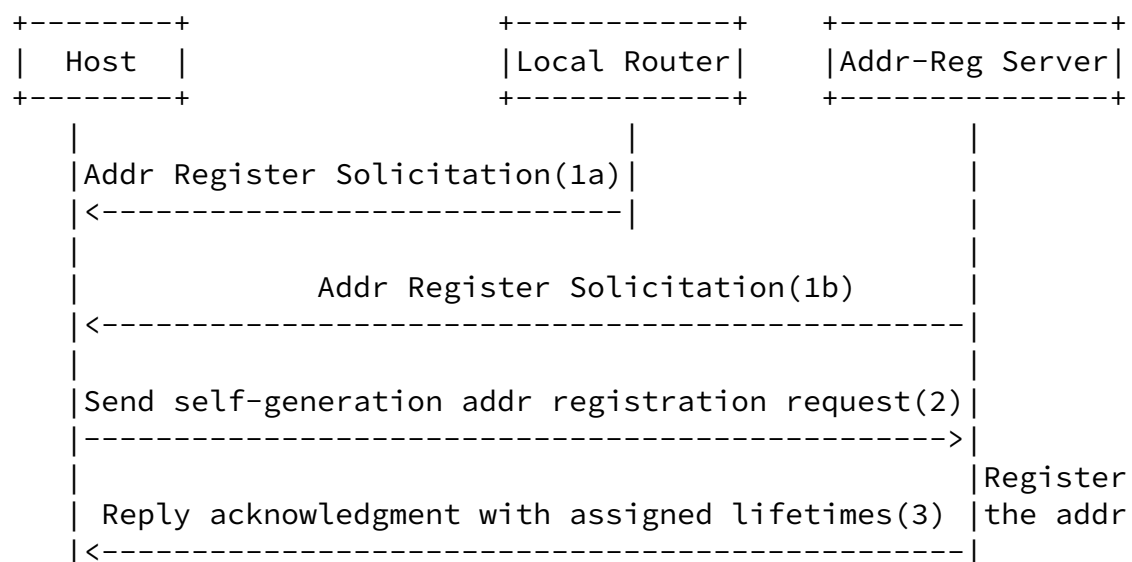 Host Local Router Addr-Reg Server
Addr Register Solicitation(1a)
Addr Register Solicitation(1b)
Send self-generation addr registration request(2)
Register
Reply acknowledgment with assigned lifetimes(3) the addr